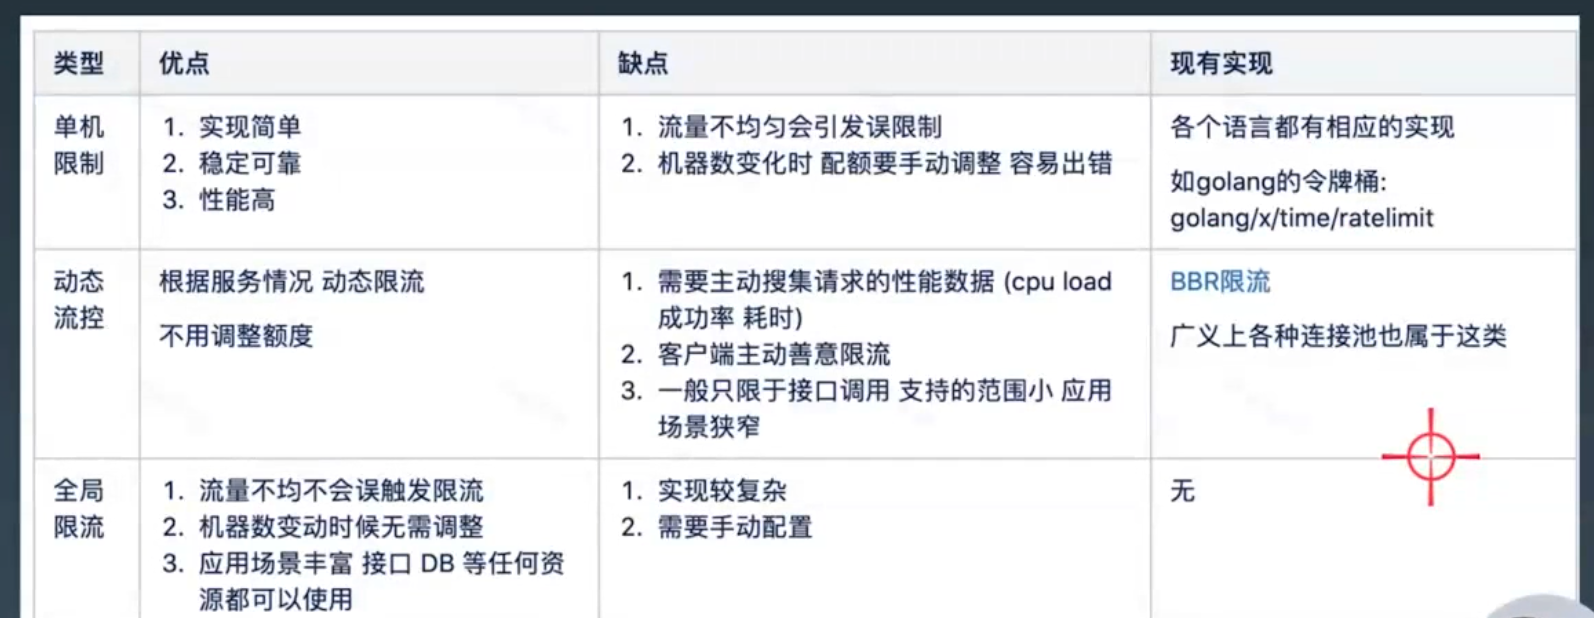 类型 优点 缺点 现有实现
单机
限制
1. 实现简单
2. 稳定可靠
3. 性能高
1. 流量不均匀会引发误限制
2. 机器数变化时 配额要手动调整 容易出错
各个语言都有相应的实现
如golang的令牌桶:
golang/x/time/ratelimit
动态
流控
根据服务情况 动态限流
不用调整额度
1. 需要主动搜集请求的性能数据 (cpu load
成功率 耗时)
2. 客户端主动善意限流
3. 一般只限于接口调用 支持的范围小 应用
场景狭窄
BBR限流
广义上各种连接池也属于这类
全局
限流
1. 流量不均不会误触发限流
2. 机器数变动时候无需调整
3. 应用场景丰富 接口 DB 等任何资
源都可以使用
1. 实现较复杂
2. 需要手动配置
无